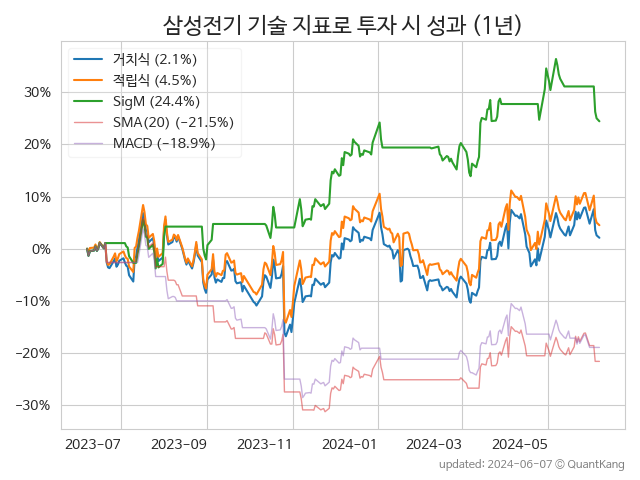 삼성전기 기술 지표로 투자 시 성과 (1년)
거치식 (2.1%)
적립식 (4.5%)
SigM (24.4%)
SMA(20) (−21.5%)
MACD (−18.9%)
30%
20%
10%
0%
−10%
−20%
−30%
2023-07 2023-09 2023-11 2024-01 2024-03 2024-05
updated: 2024-06-07 © QuantKang